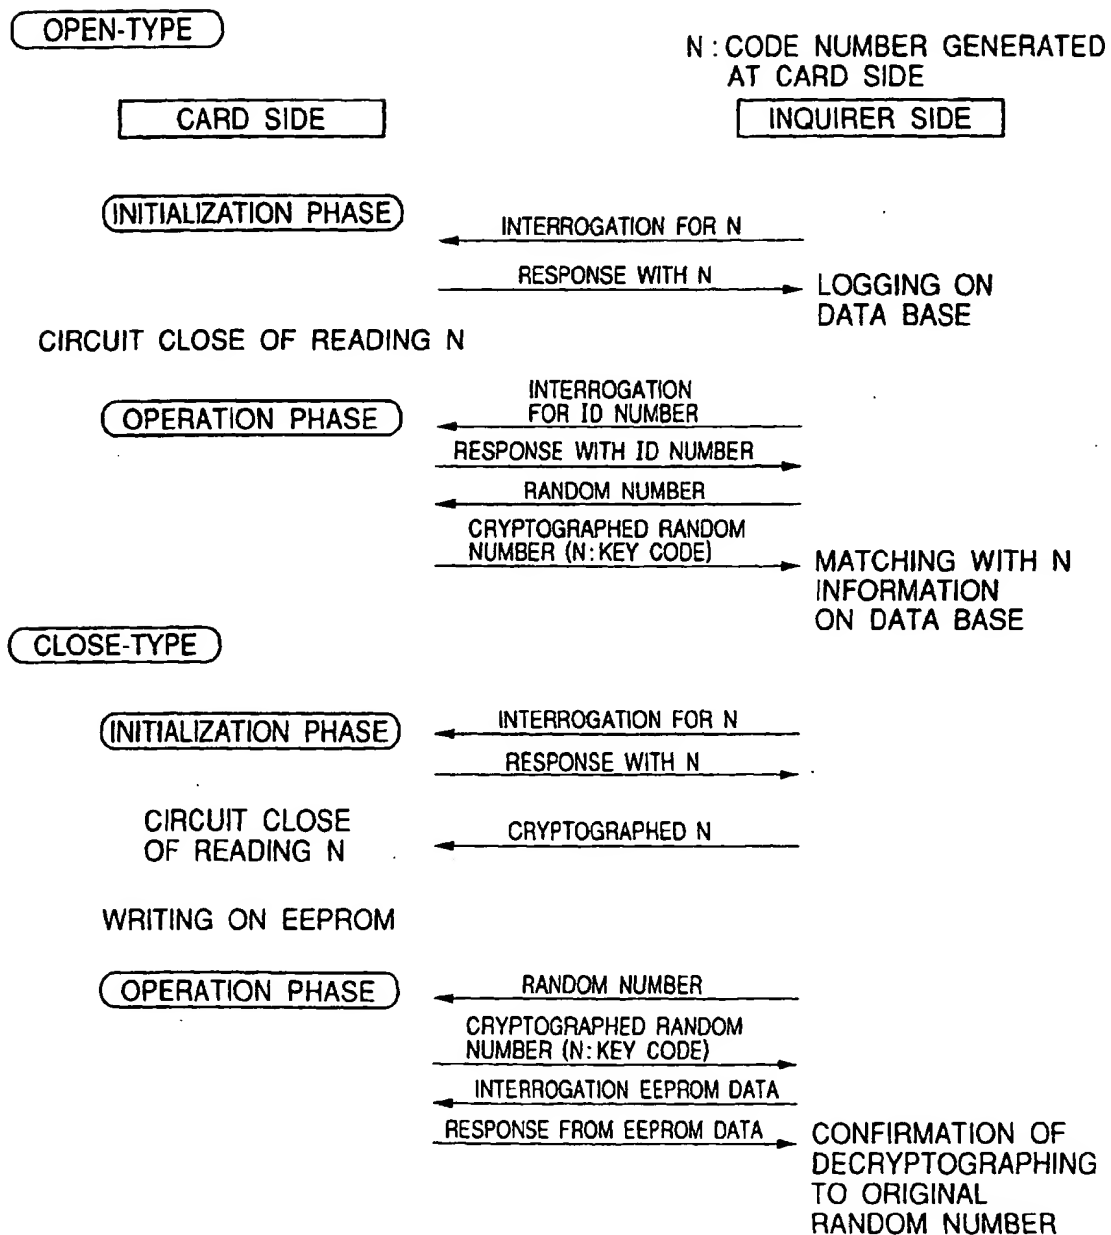 OPEN-TYPE
N : CODE NUMBER GENERATED
AT CARD SIDE
CARD SIDE
INQUIRER SIDE
INITIALIZATION PHASE
INTERROGATION FOR N
RESPONSE WITH N
LOGGING ON
DATA BASE
CIRCUIT CLOSE OF READING N
OPERATION PHASE
INTERROGATION
FOR ID NUMBER
RESPONSE WITH ID NUMBER
RANDOM NUMBER
CRYPTOGRAPHED RANDOM
NUMBER (N:KEY CODE)
MATCHING WITH N
INFORMATION
ON DATA BASE
CLOSE-TYPE
INITIALIZATION PHASE
INTERROGATION FOR N
RESPONSE WITH N
CIRCUIT CLOSE
OF READING N
CRYPTOGRAPHED N
WRITING ON EEPROM
OPERATION PHASE
RANDOM NUMBER
CRYPTOGRAPHED RANDOM
NUMBER (N:KEY CODE)
INTERROGATION EEPROM DATA
RESPONSE FROM EEPROM DATA
CONFIRMATION OF
DECRYPTOGRAPHING
TO ORIGINAL
RANDOM NUMBER